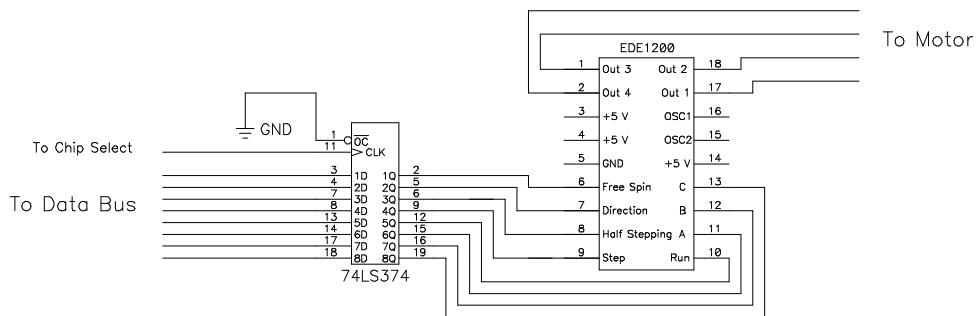 EDE1200
To Motor
1 Out 3 Out 2 18
2 Out 4 Out 1 17
3 +5 V OSC1 16
4 +5 V OSC2 15
5 GND +5 V 14
6 Free Spin C 13
7 Direction B 12
8 Half Stepping A 11
9 Step Run 10
GND
1 OC
To Chip Select
11 CLK
To Data Bus
3 1D 1Q 2
4 2D 2Q 5
7 3D 3Q 6
8 4D 4Q 9
13 5D 5Q 12
14 6D 6Q 15
17 7D 7Q 16
18 8D 8Q 19
74LS374